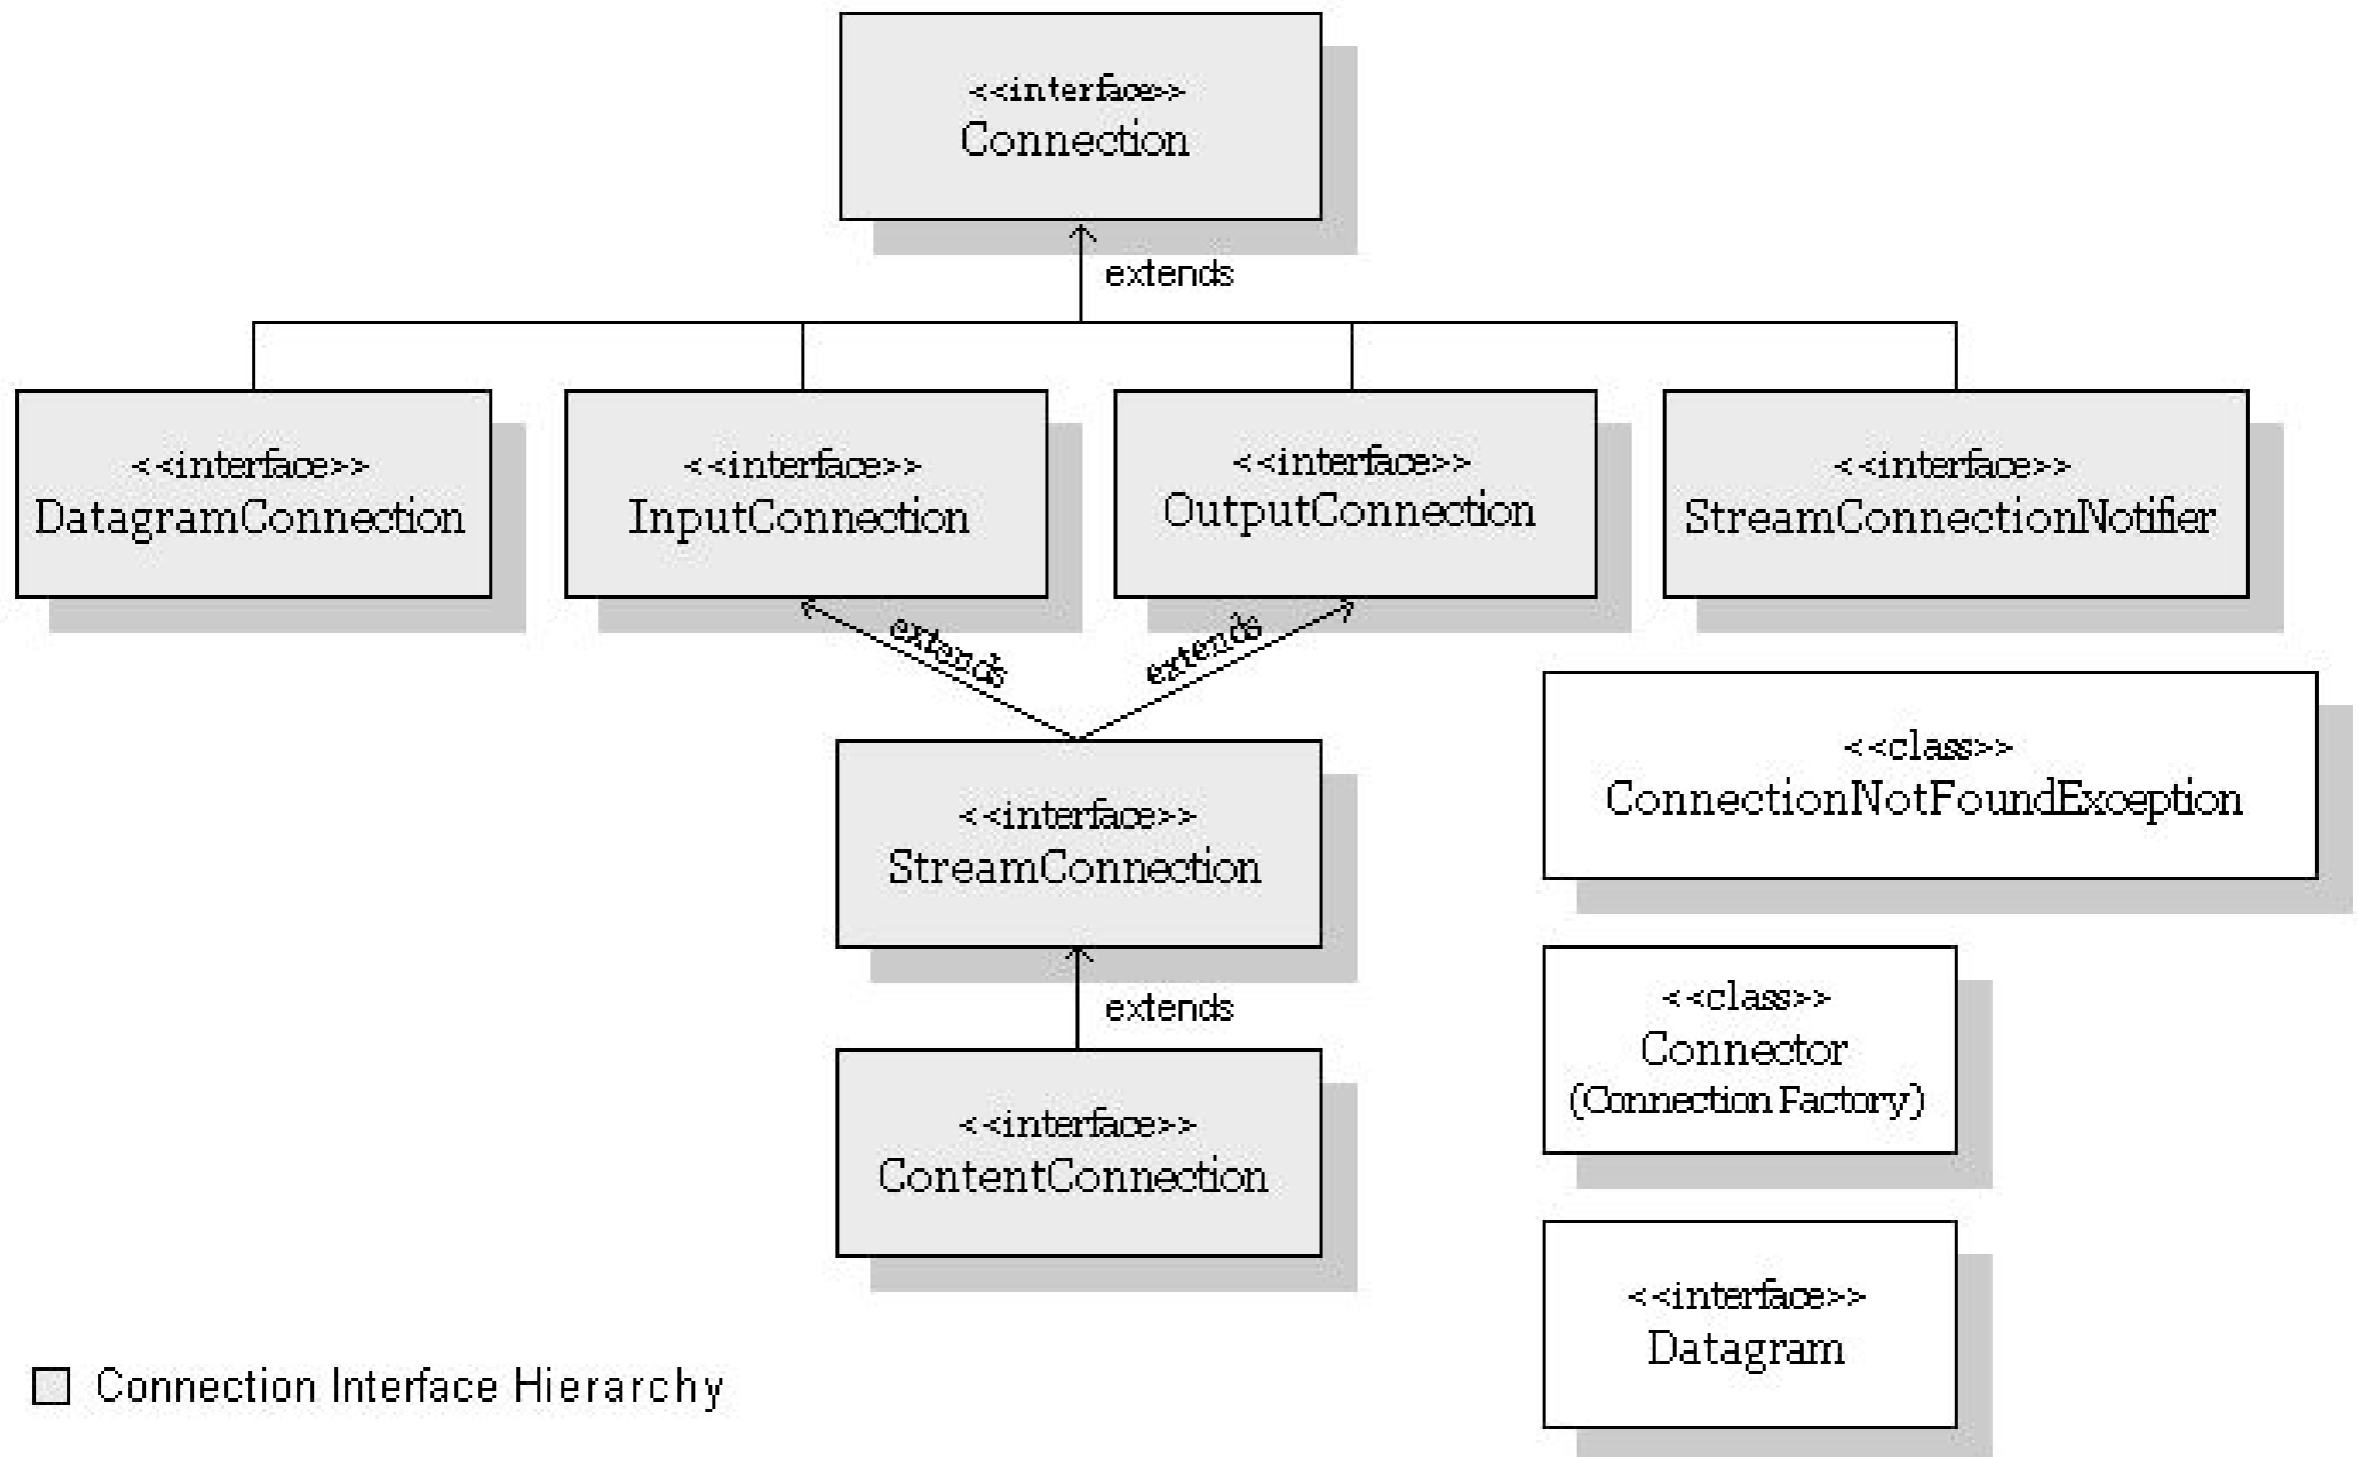 <<interface>>
Connection
extends
<<interface>>
DatagramConnection
<<interface>>
InputConnection
<<interface>>
OutputConnection
<<interface>>
StreamConnectionNotifier
extends
extends
<<class>>
ConnectionNotFoundException
<<interface>>
StreamConnection
<<class>>
Connector
(Connection Factory)
extends
<<interface>>
ContentConnection
<<interface>>
Datagram
Connection Interface Hierarchy